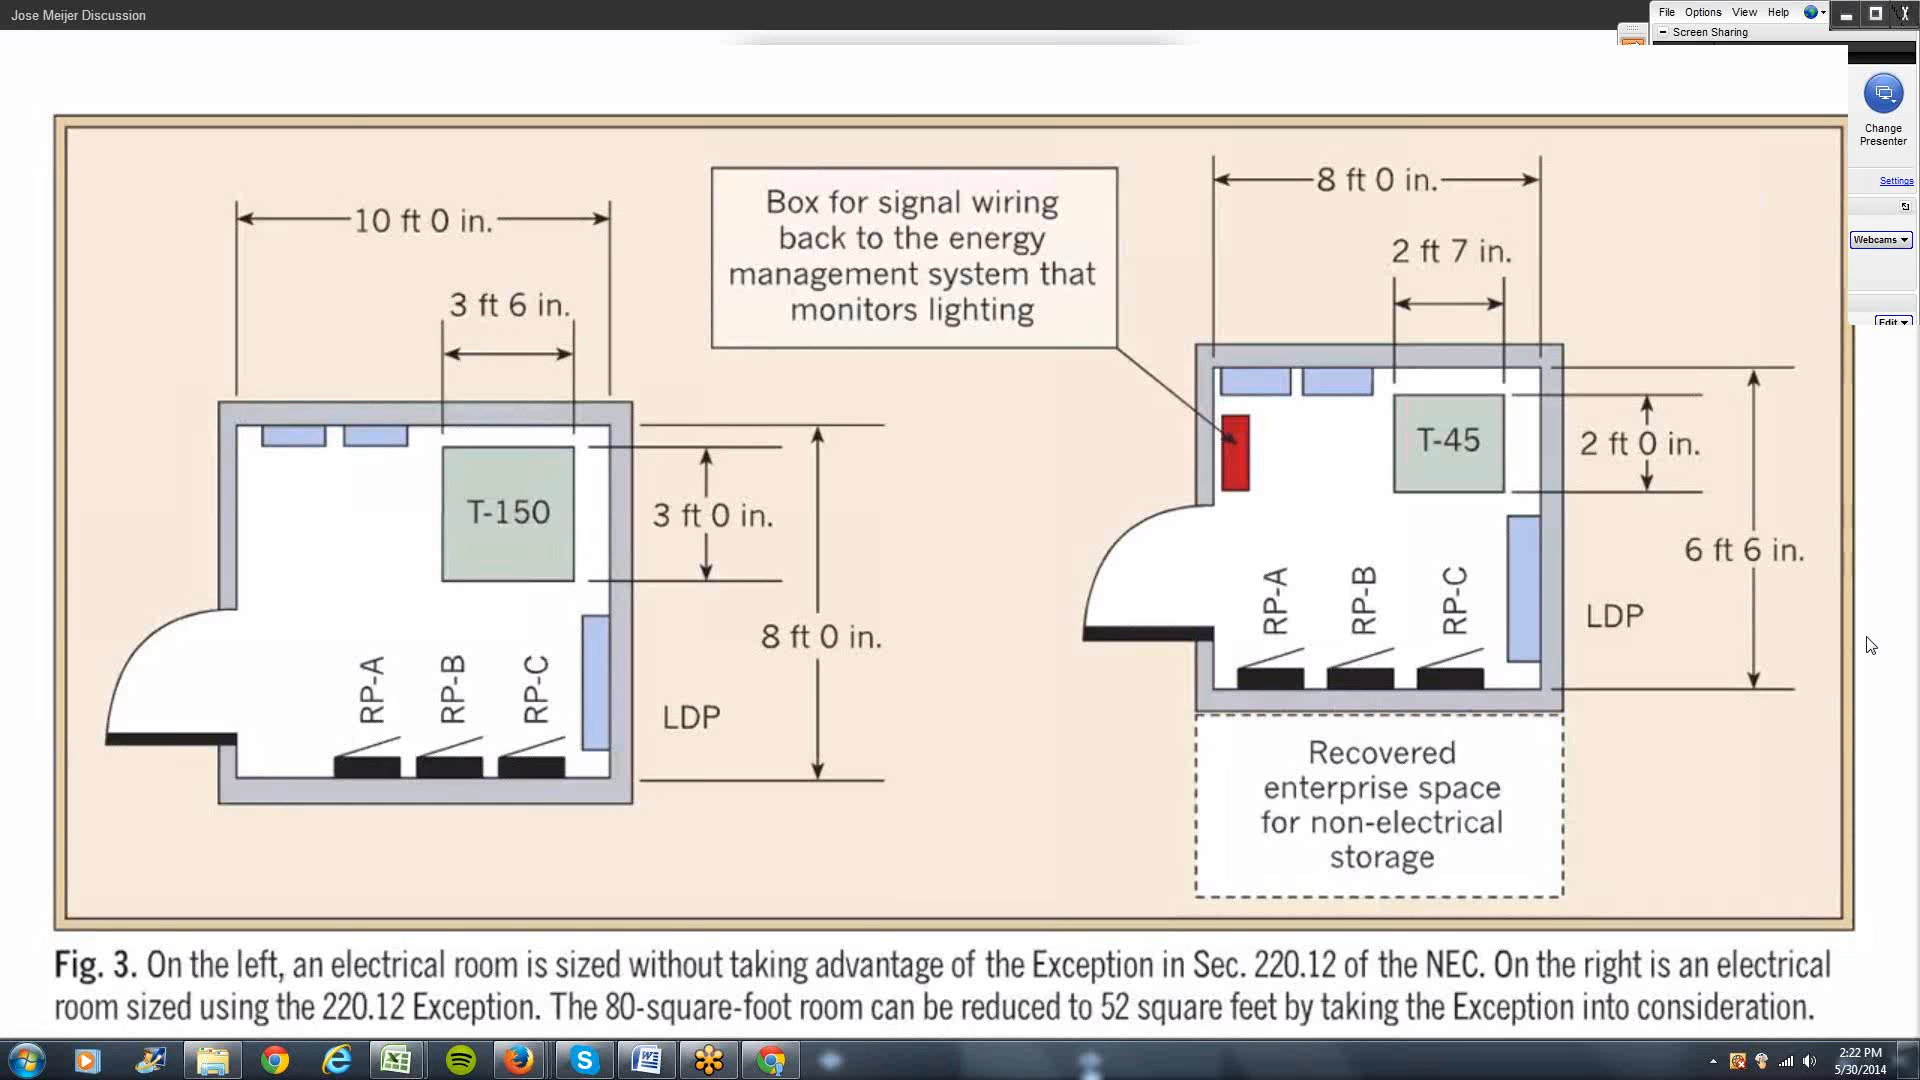 Jose Meijer Discussion
File Options View Help
Screen Sharing
Change
Presenter
Settings
Webcams
Edit
10 ft 0 in.
3 ft 6 in.
T-150
3 ft 0 in.
8 ft 0 in.
RP-A
RP-B
RP-C
LDP
Box for signal wiring
back to the energy
management system that
monitors lighting
8 ft 0 in.
2 ft 7 in.
T-45
2 ft 0 in.
6 ft 6 in.
RP-A
RP-B
RP-C
LDP
Recovered
enterprise space
for non-electrical
storage
Fig. 3. On the left, an electrical room is sized without taking advantage of the Exception in Sec. 220.12 of the NEC. On the right is an electrical
room sized using the 220.12 Exception. The 80-square-foot room can be reduced to 52 square feet by taking the Exception into consideration.
2:22 PM
5/30/2014